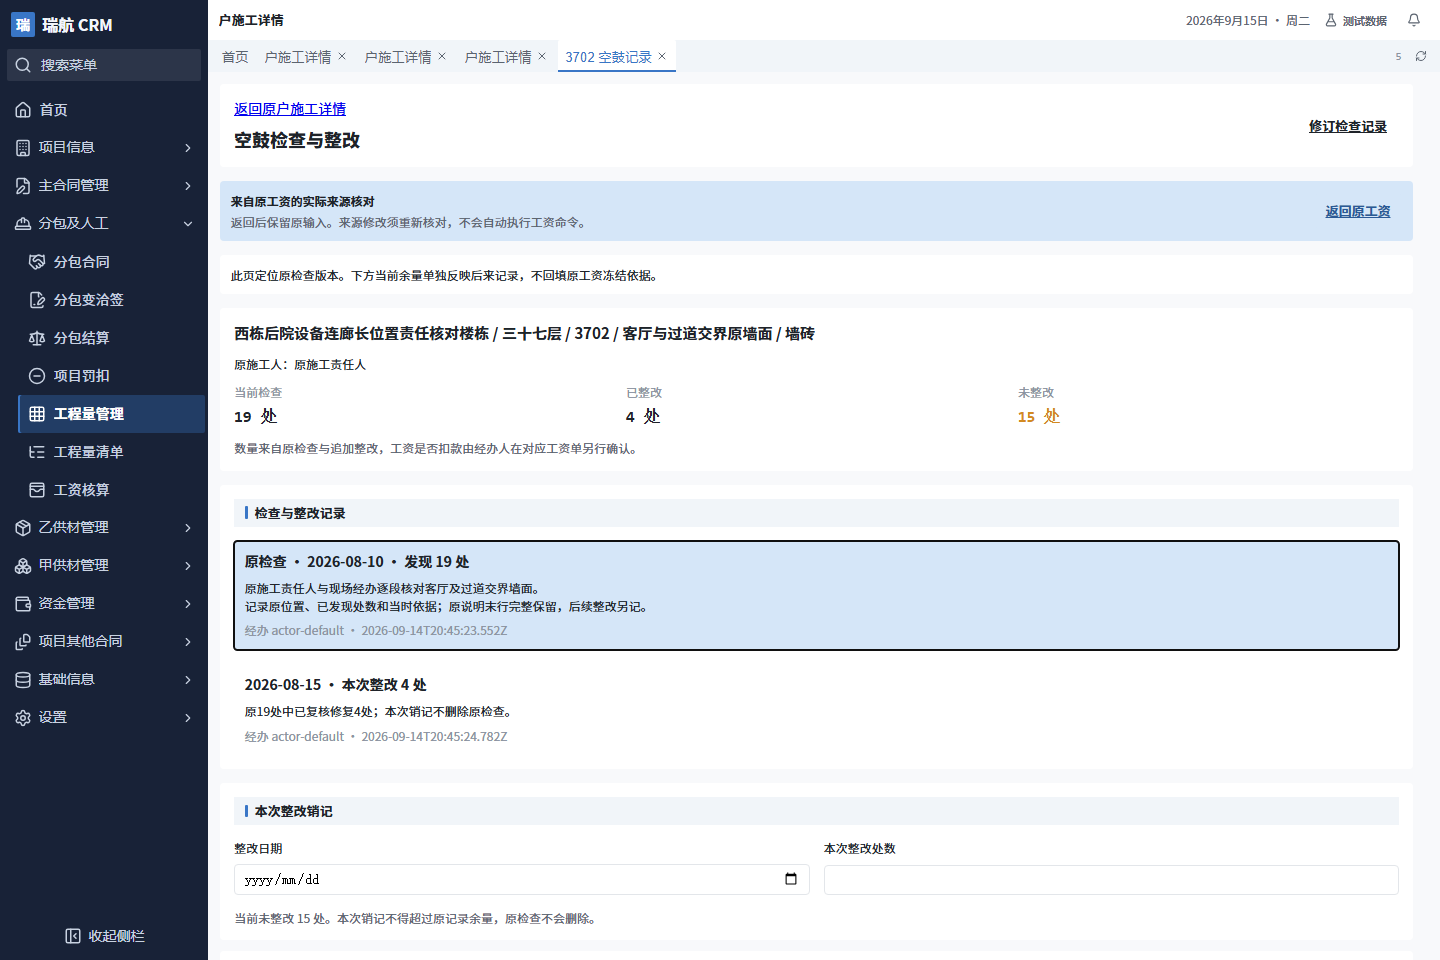 瑞 瑞航 CRM
搜索菜单
首页
项目信息
主合同管理
分包及人工
分包合同
分包变洽签
分包结算
项目罚扣
工程量管理
工程量清单
工资核算
乙供材管理
甲供材管理
资金管理
项目其他合同
基础信息
设置
收起侧栏
户施工详情
2026年9月15日 • 周二 测试数据
首页 户施工详情 户施工详情 户施工详情 3702 空鼓记录 5
返回原户施工详情
空鼓检查与整改
修订检查记录
来自原工资的实际来源核对
返回后保留原输入。来源修改须重新核对，不会自动执行工资命令。
返回原工资
此页定位原检查版本。下方当前余量单独反映后来记录，不回填原工资冻结依据。
西栋后院设备连廊长位置责任核对楼栋 / 三十七层 / 3702 / 客厅与过道交界原墙面 / 墙砖
原施工人：原施工责任人
当前检查 已整改 未整改
19 处 4 处 15 处
数量来自原检查与追加整改，工资是否扣款由经办人在对应工资单另行确认。
检查与整改记录
原检查 • 2026-08-10 • 发现 19 处
原施工责任人与现场经办逐段核对客厅及过道交界墙面。
记录原位置、已发现处数和当时依据；原说明末行完整保留，后续整改另记。
经办 actor-default • 2026-09-14T20:45:23.552Z
2026-08-15 • 本次整改 4 处
原19处中已复核修复4处；本次销记不删除原检查。
经办 actor-default • 2026-09-14T20:45:24.782Z
本次整改销记
整改日期 本次整改处数
yyyy/mm/dd
当前未整改 15 处。本次销记不得超过原记录余量，原检查不会删除。